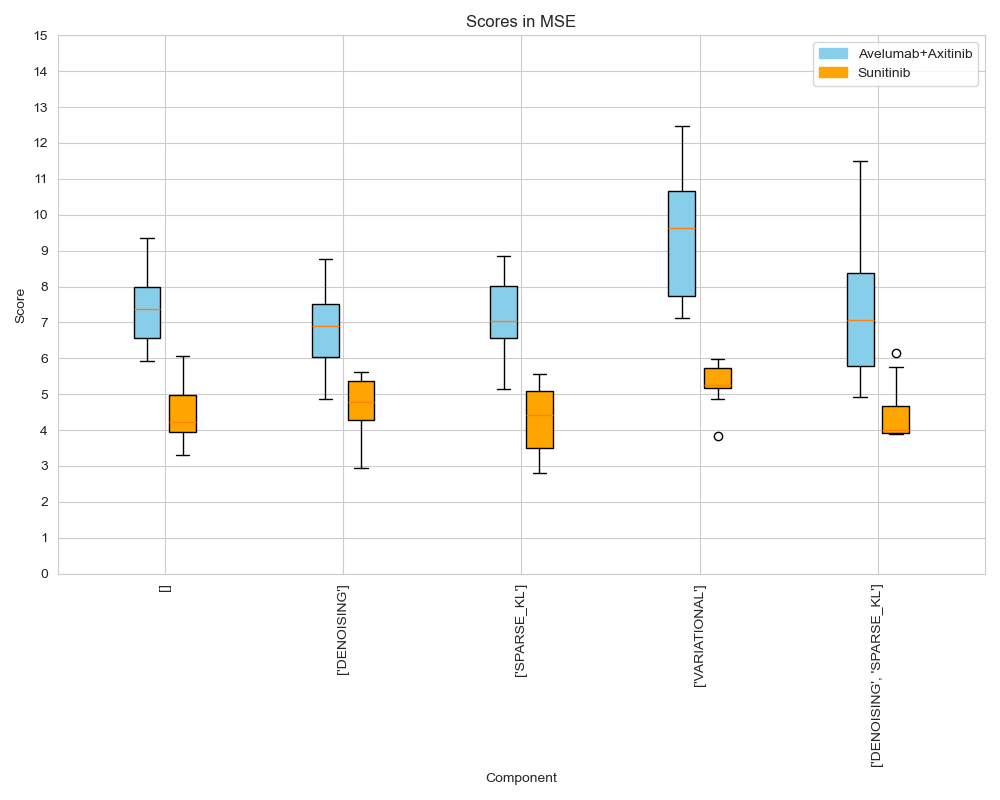 Scores in MSE
Avelumab+Axitinib
Sunitinib
Score
15
14
13
12
11
10
9
8
7
6
5
4
3
2
1
0
[]
['DENOISING']
['SPARSE_KL']
['VARIATIONAL']
['DENOISING', 'SPARSE_KL']
Component